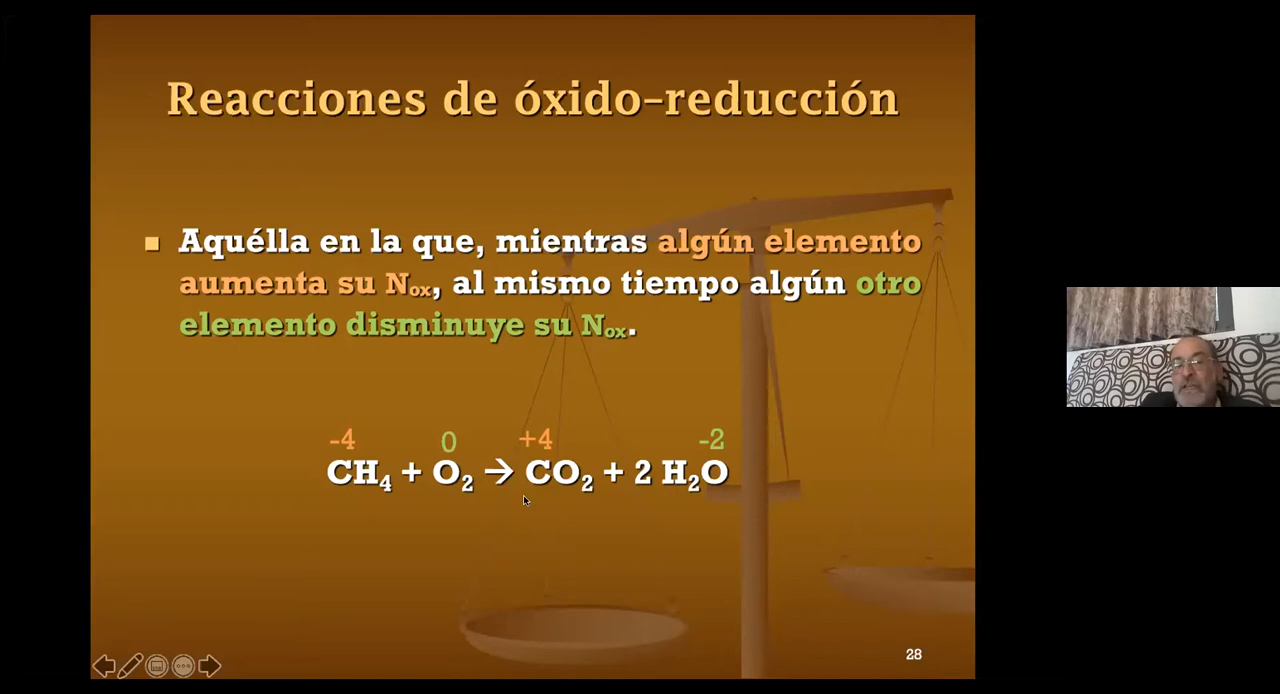 Reacciones de óxido-reducción
▪ Aquélla en la que, mientras algún elemento
aumenta su Nₒₓ, al mismo tiempo algún otro
elemento disminuye su Nₒₓ.
-4 0 +4 -2
CH₄ + O₂ → CO₂ + 2 H₂O
28